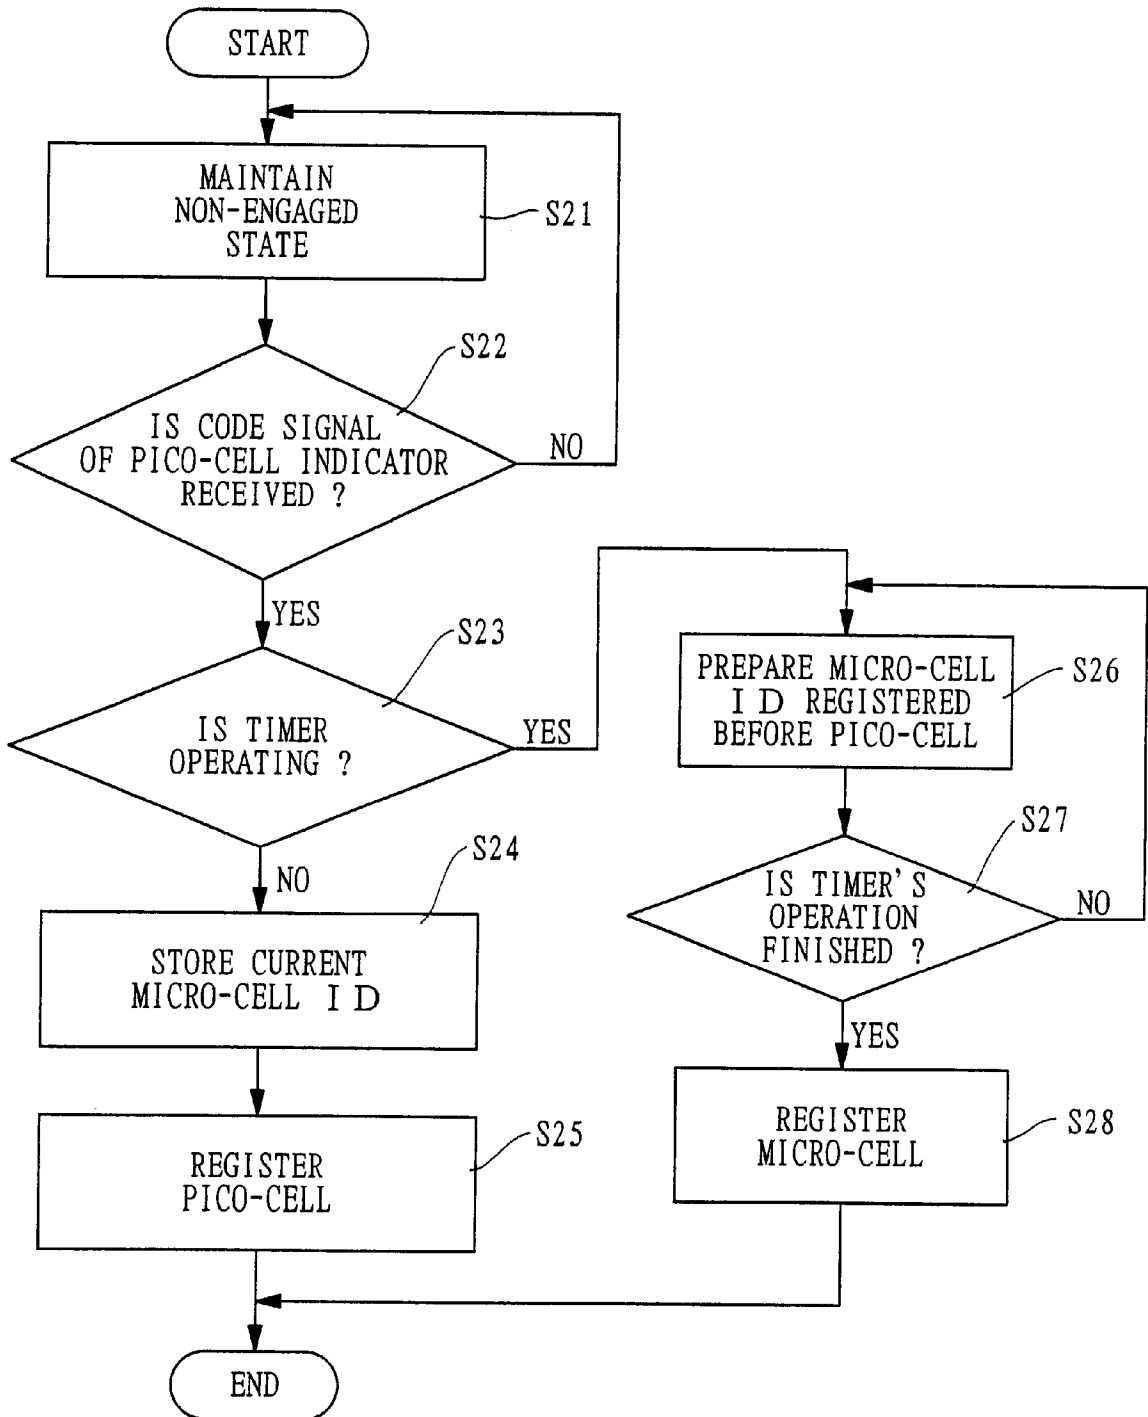 START
MAINTAIN
NON-ENGAGED
STATE
S21
S22
IS CODE SIGNAL
OF PICO-CELL INDICATOR
RECEIVED ?
NO
YES
S23
IS TIMER
OPERATING ?
YES
NO
S24
STORE CURRENT
MICRO-CELL ID
S25
REGISTER
PICO-CELL
PREPARE MICRO-CELL
ID REGISTERED
BEFORE PICO-CELL
S26
S27
IS TIMER'S
OPERATION
FINISHED ?
NO
YES
REGISTER
MICRO-CELL
S28
END